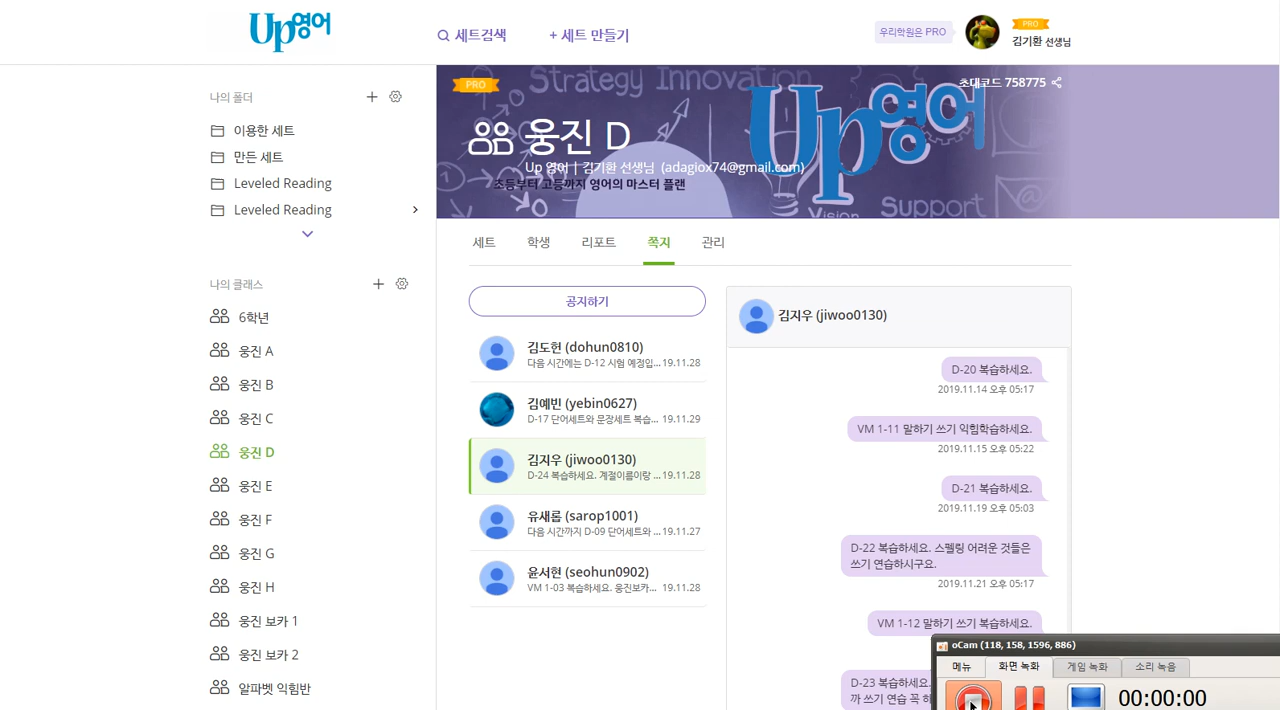 Up영어
세트검색
+ 세트 만들기
우리학원은 PRO
PRO
김기환 선생님
나의 폴더
이용한 세트
만든 세트
Leveled Reading
Leveled Reading
나의 클래스
6학년
웅진 A
웅진 B
웅진 C
웅진 D
웅진 E
웅진 F
웅진 G
웅진 H
웅진 보카 1
웅진 보카 2
알파벳 익힘반
PRO
Strategy Innovation
초대코드 758775
Up영어
웅진 D
Up 영어 | 김기환 선생님 (adagiox74@gmail.com)
초등부터 고등까지 영어의 마스터 플랜
Vision
Support
세트
학생
리포트
쪽지
관리
공지하기
김도헌 (dohun0810)
다음 시간에는 D-12 시험 예정입... 19.11.28
김예빈 (yebin0627)
D-17 단어세트와 문장세트 복습... 19.11.29
김지우 (jiwoo0130)
D-24 복습하세요. 계절이름이랑 ... 19.11.28
유새롬 (sarop1001)
다음 시간까지 D-09 단어세트와 ... 19.11.27
윤서현 (seohun0902)
VM 1-03 복습하세요. 웅진보카... 19.11.28
김지우 (jiwoo0130)
D-20 복습하세요.
2019.11.14 오후 05:17
VM 1-11 말하기 쓰기 익힘학습하세요.
2019.11.15 오후 05:22
D-21 복습하세요.
2019.11.19 오후 05:03
D-22 복습하세요. 스펠링 어려운 것들은
쓰기 연습하시구요.
2019.11.21 오후 05:17
VM 1-12 말하기 쓰기 복습하세요.
D-23 복습하세요.
까 쓰기 연습 꼭 하
oCam (118, 158, 1596, 886)
메뉴
화면 녹화
게임 녹화
소리 녹음
00:00:00